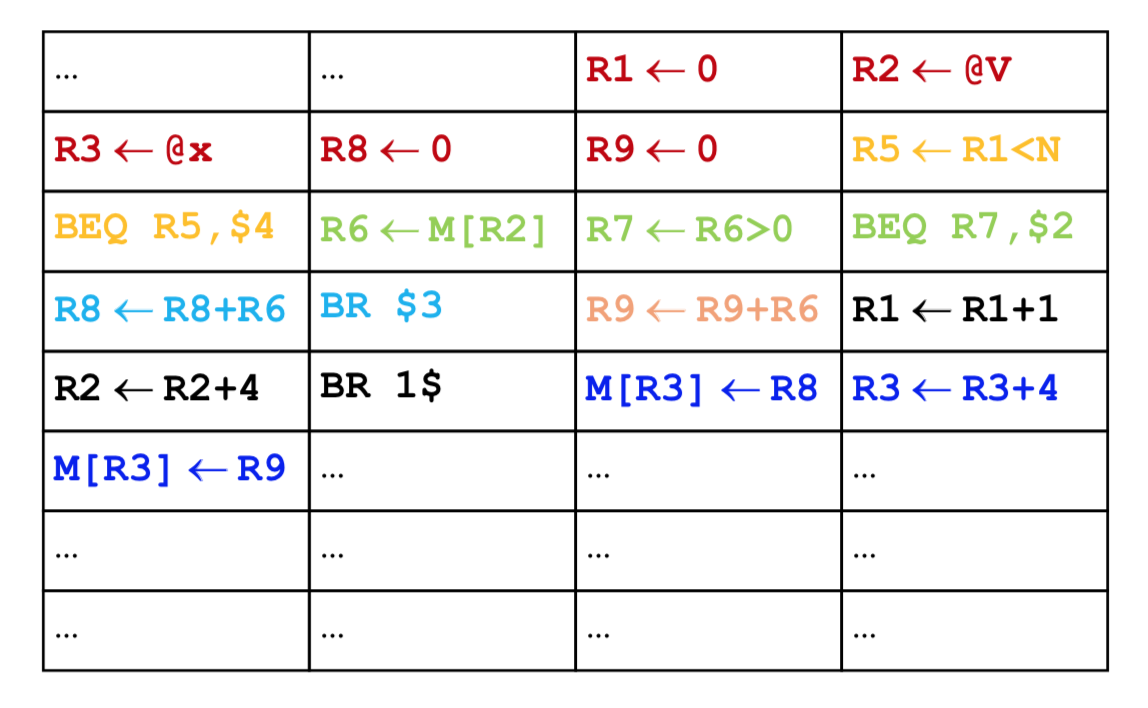 … … R1 ← 0 R2 ← @V
R3 ← @x R8 ← 0 R9 ← 0 R5 ← R1<N
BEQ R5,$4 R6 ← M[R2] R7 ← R6>0 BEQ R7,$2
R8 ← R8+R6 BR $3 R9 ← R9+R6 R1 ← R1+1
R2 ← R2+4 BR 1$ M[R3] ← R8 R3 ← R3+4
M[R3] ← R9 … … …
… … … …
… … … …